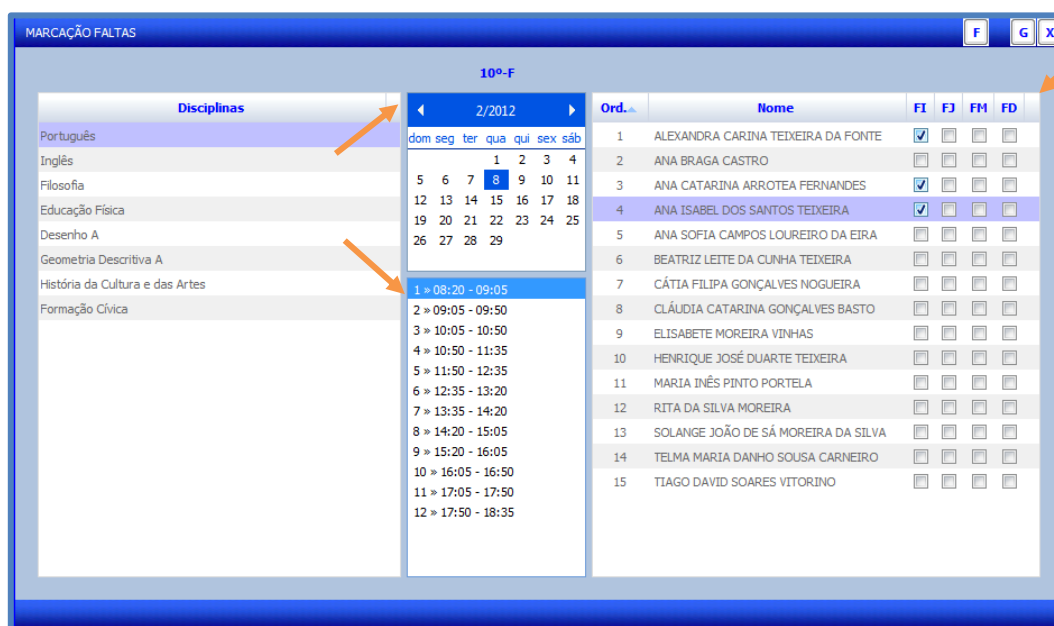 MARCAÇÃO FALTAS
F G X
10º-F
Disciplinas
Português
Inglês
Filosofia
Educação Física
Desenho A
Geometria Descritiva A
História da Cultura e das Artes
Formação Cívica
2/2012
dom seg ter qua qui sex sáb
1 2 3 4
5 6 7 8 9 10 11
12 13 14 15 16 17 18
19 20 21 22 23 24 25
26 27 28 29
1 » 08:20 - 09:05
2 » 09:05 - 09:50
3 » 10:05 - 10:50
4 » 10:50 - 11:35
5 » 11:50 - 12:35
6 » 12:35 - 13:20
7 » 13:35 - 14:20
8 » 14:20 - 15:05
9 » 15:20 - 16:05
10 » 16:05 - 16:50
11 » 17:05 - 17:50
12 » 17:50 - 18:35
Ord. Nome FI FJ FM FD
1 ALEXANDRA CARINA TEIXEIRA DA FONTE
2 ANA BRAGA CASTRO
3 ANA CATARINA ARROTEA FERNANDES
4 ANA ISABEL DOS SANTOS TEIXEIRA
5 ANA SOFIA CAMPOS LOUREIRO DA EIRA
6 BEATRIZ LEITE DA CUNHA TEIXEIRA
7 CÁTIA FILIPA GONÇALVES NOGUEIRA
8 CLÁUDIA CATARINA GONÇALVES BASTO
9 ELISABETE MOREIRA VINHAS
10 HENRIQUE JOSÉ DUARTE TEIXEIRA
11 MARIA INÊS PINTO PORTELA
12 RITA DA SILVA MOREIRA
13 SOLANGE JOÃO DE SÁ MOREIRA DA SILVA
14 TELMA MARIA DANHO SOUSA CARNEIRO
15 TIAGO DAVID SOARES VITORINO